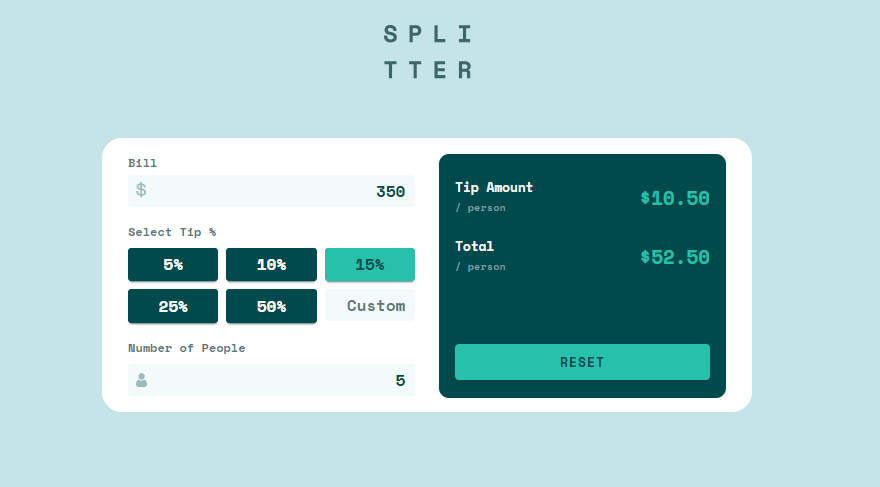 SPLI
TTER
Bill
$ 350
Select Tip %
5% 10% 15%
25% 50% Custom
Number of People
5
Tip Amount
/ person
$10.50
Total
/ person
$52.50
RESET